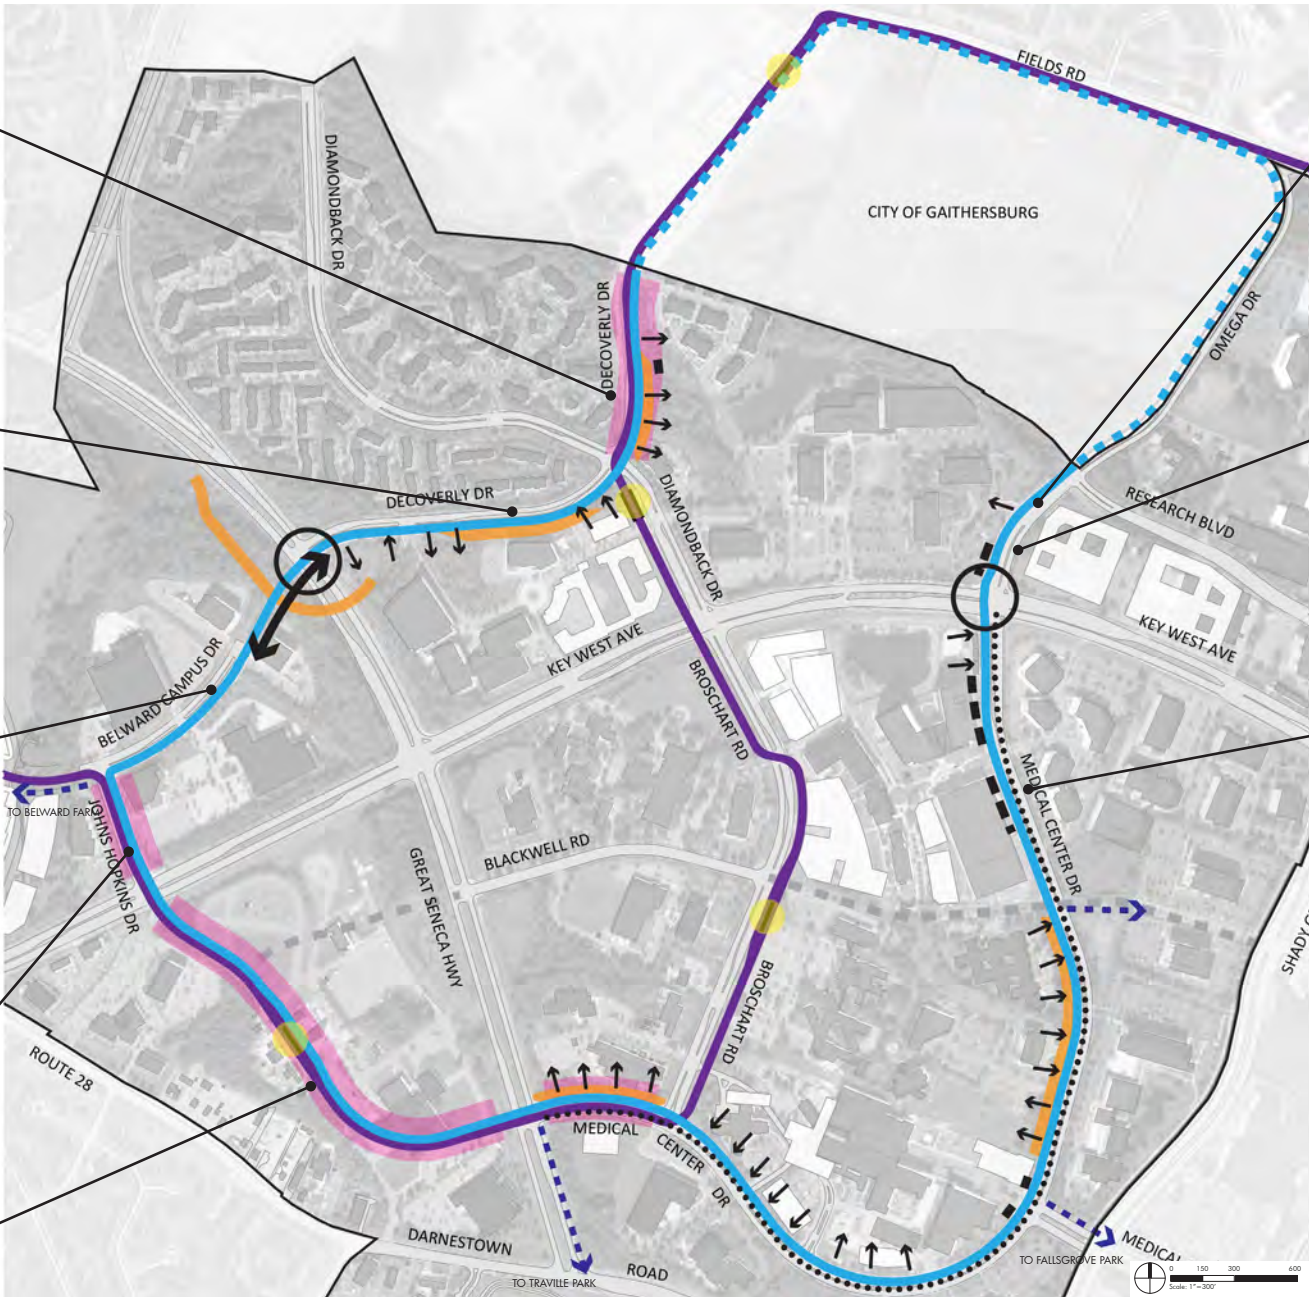 FIELDS RD
DIAMONDBACK DR
CITY OF GAITHERSBURG
DECOVERLY DR
OMEGA DR
DECOVERLY DR
DIAMONDBACK DR
RESEARCH BLVD
KEY WEST AVE
KEY WEST AVE
BELWARD CAMPUS DR
BROSCHART RD
MEDICAL CENTER DR
TO BELWARD FARM
JOHNS HOPKINS DR
BLACKWELL RD
GREAT SENECA HWY
SHADY
BROSCHART RD
ROUTE 28
MEDICAL
CENTER
DR
DARNESTOWN
ROAD
TO TRAVILLE PARK
TO FALLSGROVE PARK
MEDICAL
0 150 300 600
Scale: 1"=300'